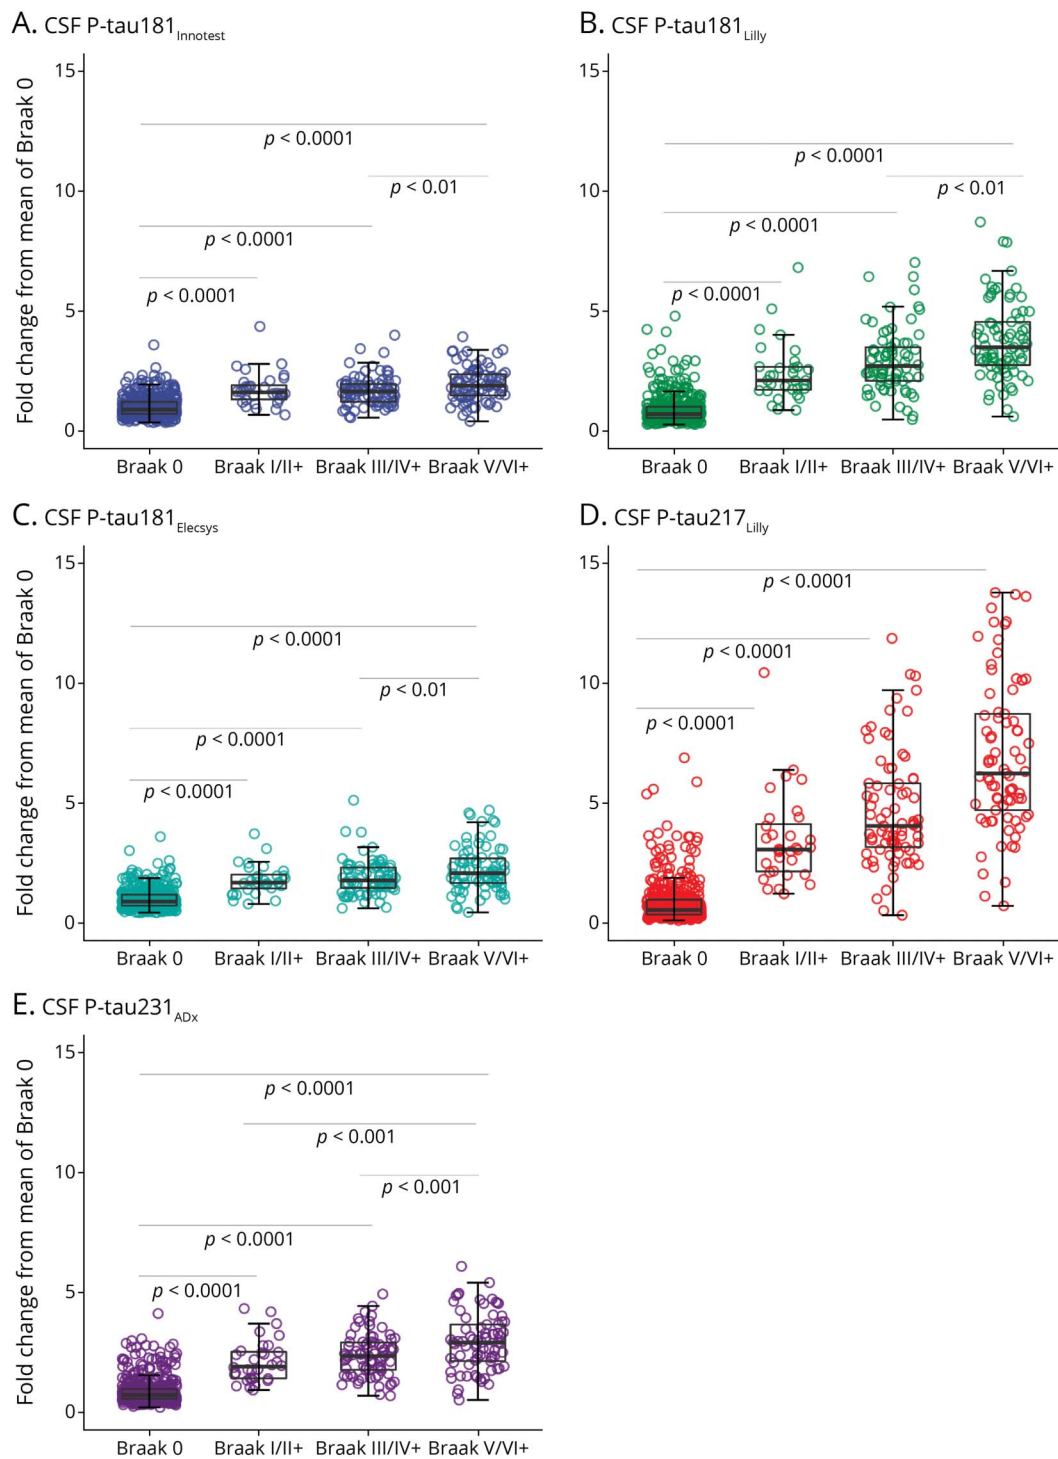 A. CSF P-tau181Innotest
Fold change from mean of Braak 0
15
10
5
0
p < 0.0001
p < 0.01
p < 0.0001
p < 0.0001
Braak 0 Braak I/II+ Braak III/IV+ Braak V/VI+
B. CSF P-tau181Lilly
15
10
5
0
p < 0.0001
p < 0.01
p < 0.0001
p < 0.0001
Braak 0 Braak I/II+ Braak III/IV+ Braak V/VI+
C. CSF P-tau181Elecsys
Fold change from mean of Braak 0
15
10
5
0
p < 0.0001
p < 0.01
p < 0.0001
p < 0.0001
Braak 0 Braak I/II+ Braak III/IV+ Braak V/VI+
D. CSF P-tau217Lilly
15
10
5
0
p < 0.0001
p < 0.0001
p < 0.0001
Braak 0 Braak I/II+ Braak III/IV+ Braak V/VI+
E. CSF P-tau231ADx
Fold change from mean of Braak 0
15
10
5
0
p < 0.0001
p < 0.001
p < 0.001
p < 0.0001
p < 0.0001
Braak 0 Braak I/II+ Braak III/IV+ Braak V/VI+